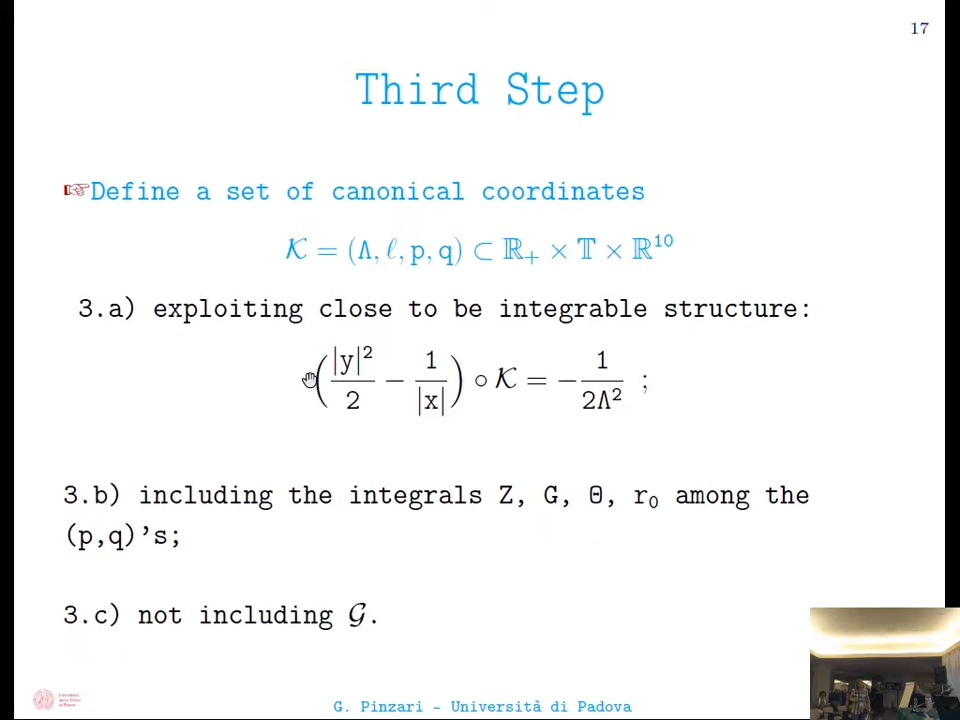 17
Third Step
☞Define a set of canonical coordinates
𝒦 = (Λ, ℓ, p, q) ⊂ ℝ₊ × 𝕋 × ℝ¹⁰
3.a) exploiting close to be integrable structure:
(|y|²/2 − 1/|x|) ∘ 𝒦 = −1/(2Λ²) ;
3.b) including the integrals Z, G, Θ, r₀ among the
(p,q)'s;
3.c) not including 𝒢.
G. Pinzari – Università di Padova